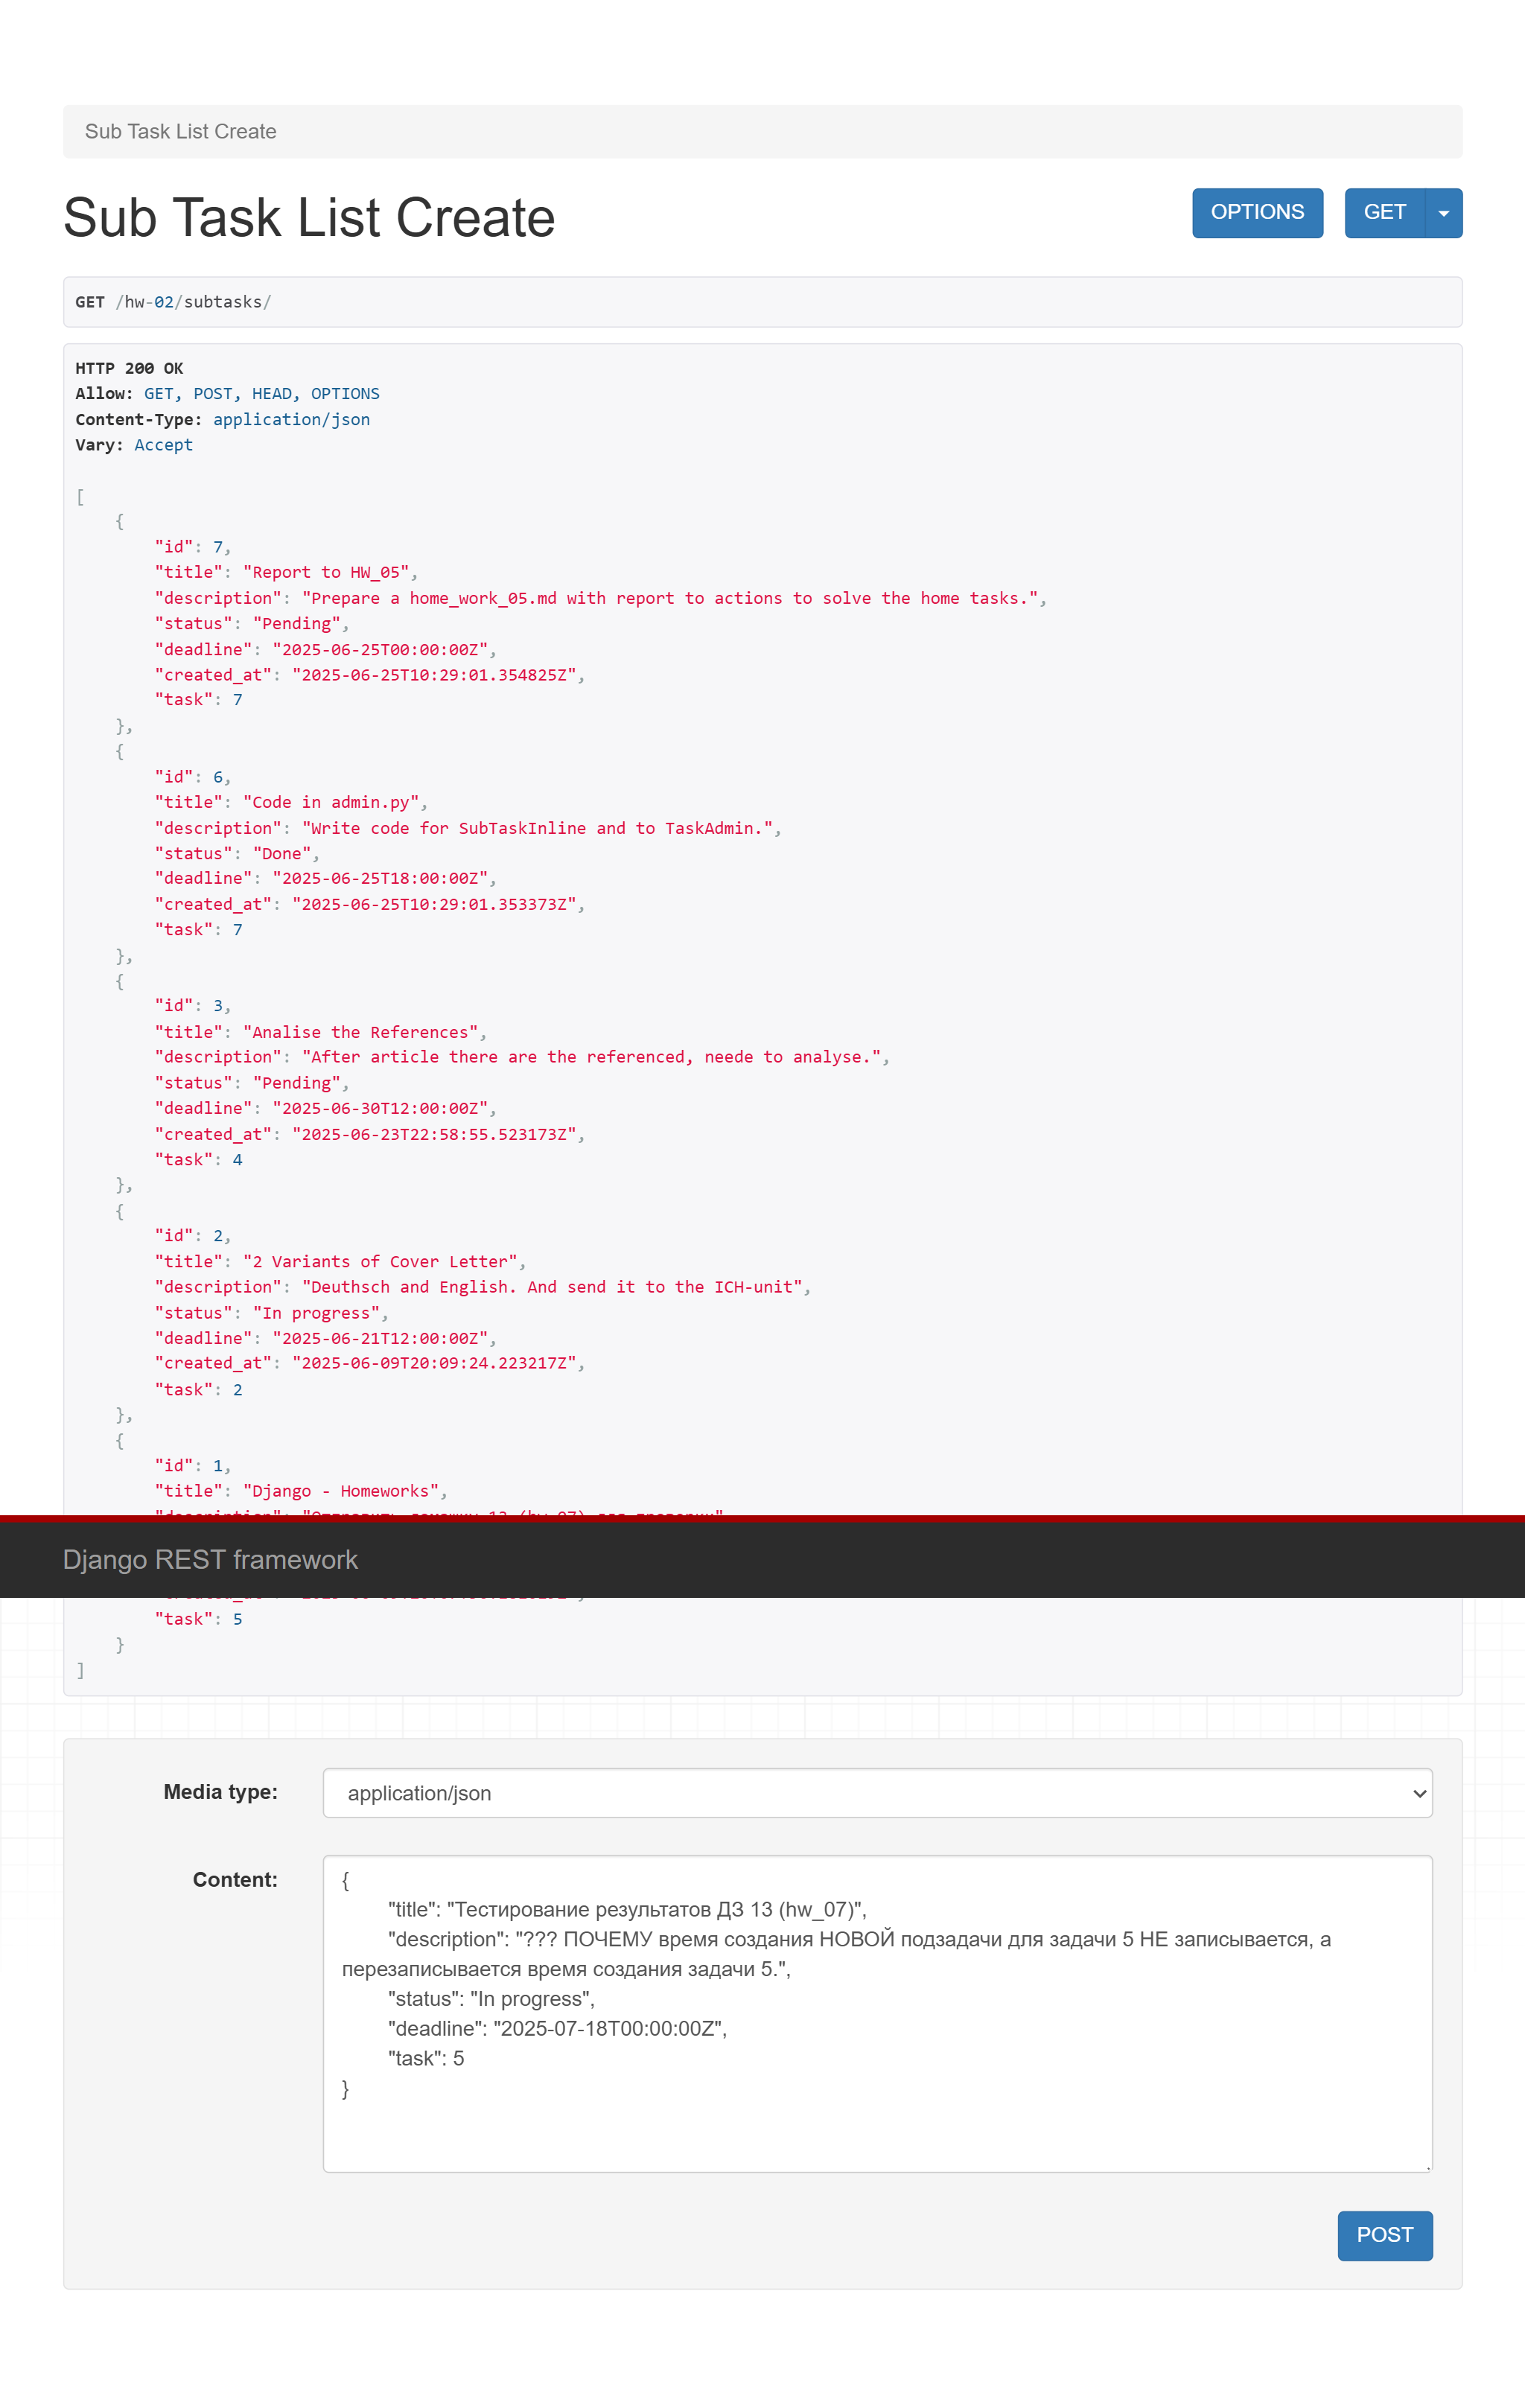 Sub Task List Create
Sub Task List Create
OPTIONS
GET
GET /hw-02/subtasks/
HTTP 200 OK
Allow: GET, POST, HEAD, OPTIONS
Content-Type: application/json
Vary: Accept
[
{
"id": 7,
"title": "Report to HW_05",
"description": "Prepare a home_work_05.md with report to actions to solve the home tasks.",
"status": "Pending",
"deadline": "2025-06-25T00:00:00Z",
"created_at": "2025-06-25T10:29:01.354825Z",
"task": 7
},
{
"id": 6,
"title": "Code in admin.py",
"description": "Write code for SubTaskInline and to TaskAdmin.",
"status": "Done",
"deadline": "2025-06-25T18:00:00Z",
"created_at": "2025-06-25T10:29:01.353373Z",
"task": 7
},
{
"id": 3,
"title": "Analise the References",
"description": "After article there are the referenced, neede to analyse.",
"status": "Pending",
"deadline": "2025-06-30T12:00:00Z",
"created_at": "2025-06-23T22:58:55.523173Z",
"task": 4
},
{
"id": 2,
"title": "2 Variants of Cover Letter",
"description": "Deuthsch and English. And send it to the ICH-unit",
"status": "In progress",
"deadline": "2025-06-21T12:00:00Z",
"created_at": "2025-06-09T20:09:24.223217Z",
"task": 2
},
{
"id": 1,
"title": "Django - Homeworks",
Django REST framework
"task": 5
}
]
Media type:
application/json
Content:
{
"title": "Тестирование результатов ДЗ 13 (hw_07)",
"description": "??? ПОЧЕМУ время создания НОВОЙ подзадачи для задачи 5 НЕ записывается, а
перезаписывается время создания задачи 5.",
"status": "In progress",
"deadline": "2025-07-18T00:00:00Z",
"task": 5
}
POST